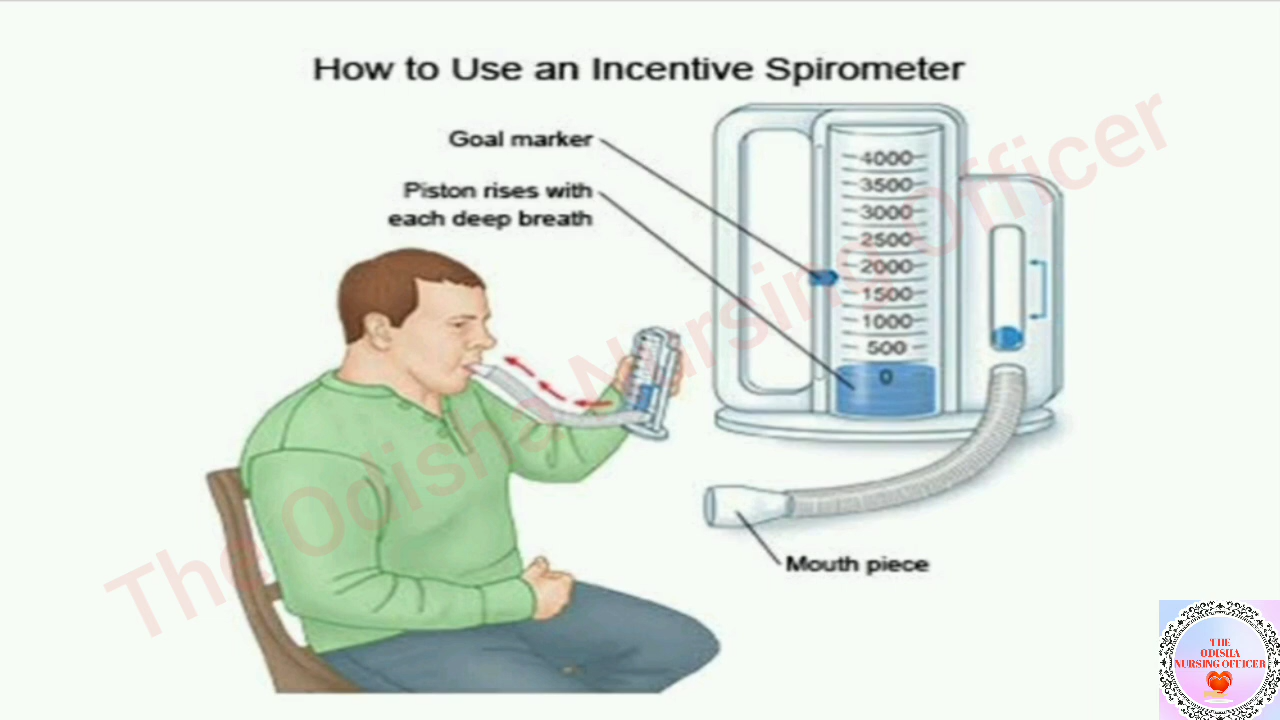 How to Use an Incentive Spirometer
Goal marker
Piston rises with
each deep breath
4000
3500
3000
2500
2000
1500
1000
500
0
Mouth piece
The Odisha Nursing Officer
THE
ODISHA
NURSING OFFICER